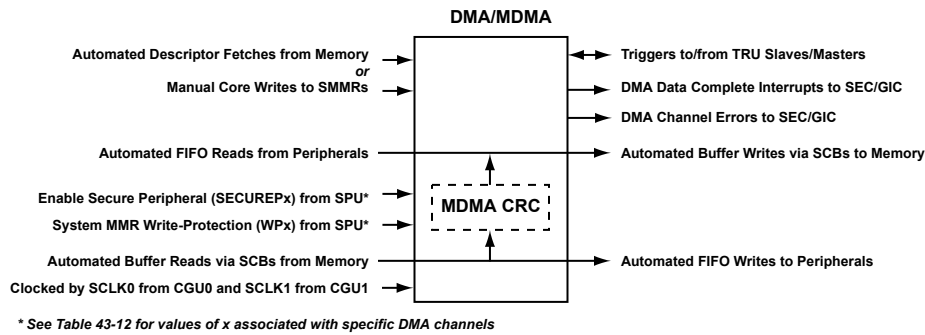 DMA/MDMA
Automated Descriptor Fetches from Memory
or
Manual Core Writes to SMMRs
Triggers to/from TRU Slaves/Masters
DMA Data Complete Interrupts to SEC/GIC
DMA Channel Errors to SEC/GIC
Automated FIFO Reads from Peripherals
Automated Buffer Writes via SCBs to Memory
Enable Secure Peripheral (SECUREPx) from SPU*
MDMA CRC
System MMR Write-Protection (WPx) from SPU*
Automated Buffer Reads via SCBs from Memory
Automated FIFO Writes to Peripherals
Clocked by SCLK0 from CGU0 and SCLK1 from CGU1
* See Table 43-12 for values of x associated with specific DMA channels